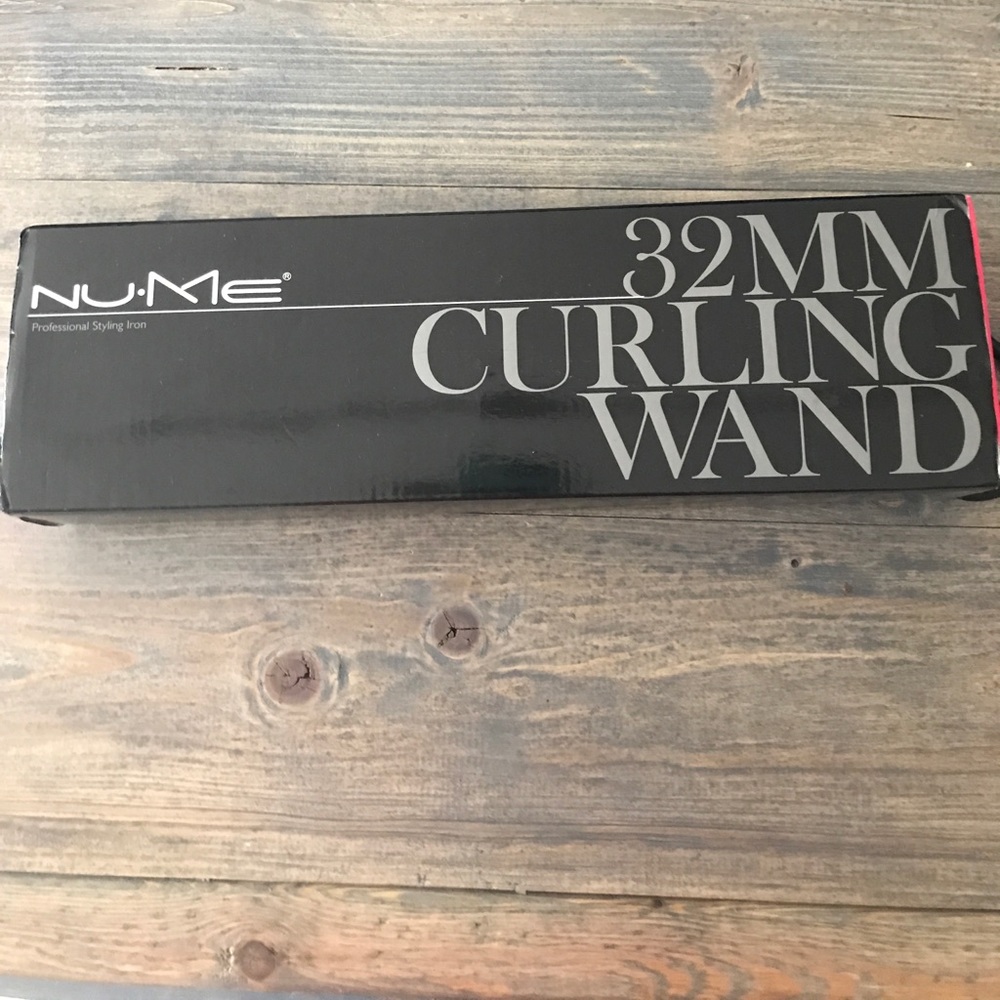 NU·ME®
Professional Styling Iron
32MM
CURLING
WAND